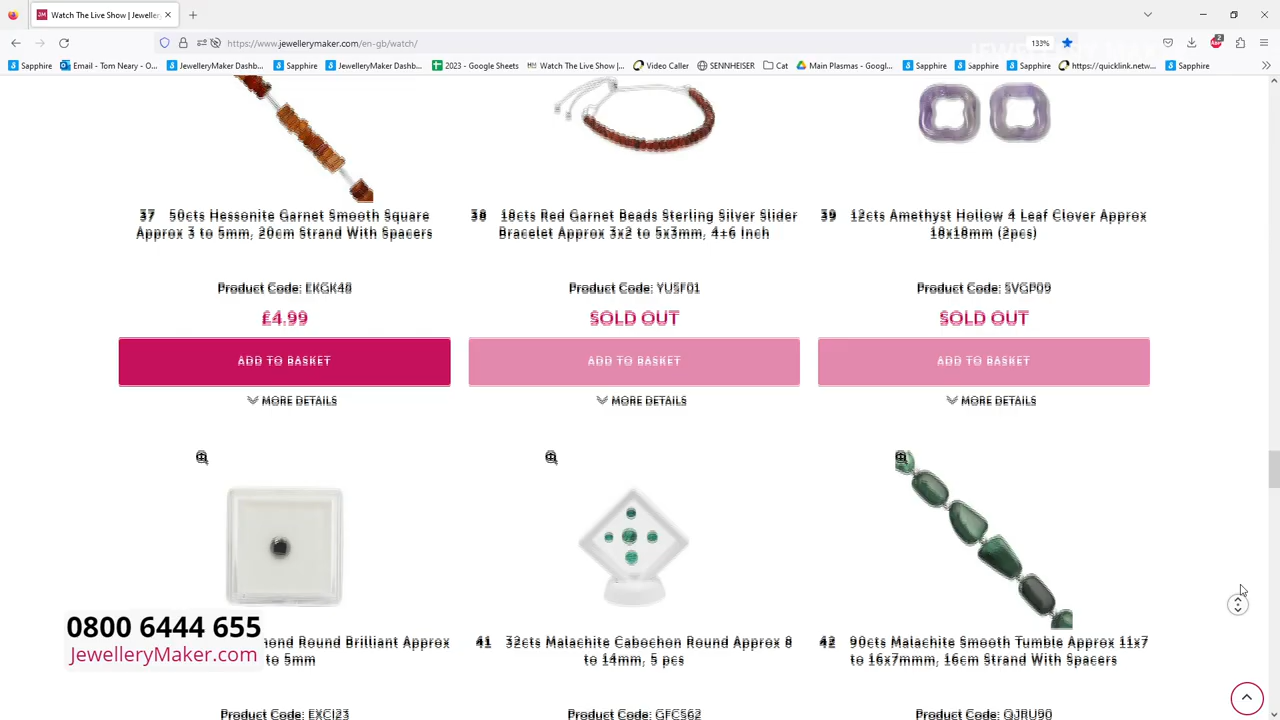 Watch The Live Show | Jeweller
https://www.jewellerymaker.com/en-gb/watch/
133%
2
Sapphire
Email - Tom Neary - O...
JewelleryMaker Dashb...
Sapphire
JewelleryMaker Dashb...
2023 - Google Sheets
Watch The Live Show |...
Video Caller
SENNHEISER
Cat
Main Plasmas - Googl...
Sapphire
Sapphire
Sapphire
https://quicklink.netw...
Sapphire
37 50cts Hessonite Garnet Smooth Square
Approx 3 to 5mm, 20cm Strand With Spacers
Product Code: EKGK48
£4.99
ADD TO BASKET
MORE DETAILS
38 18cts Red Garnet Beads Sterling Silver Slider
Bracelet Approx 3x2 to 5x3mm, 4+6 Inch
Product Code: YUSF01
SOLD OUT
ADD TO BASKET
MORE DETAILS
39 12cts Amethyst Hollow 4 Leaf Clover Approx
18x18mm (2pcs)
Product Code: SVGP09
SOLD OUT
ADD TO BASKET
MORE DETAILS
0800 6444 655
JewelleryMaker.com
Round Brilliant Approx
to 5mm
Product Code: EXCI23
41 32cts Malachite Cabochon Round Approx 8
to 14mm, 5 pcs
Product Code: GFCS62
42 90cts Malachite Smooth Tumble Approx 11x7
to 16x7mmm, 16cm Strand With Spacers
Product Code: QJRU90